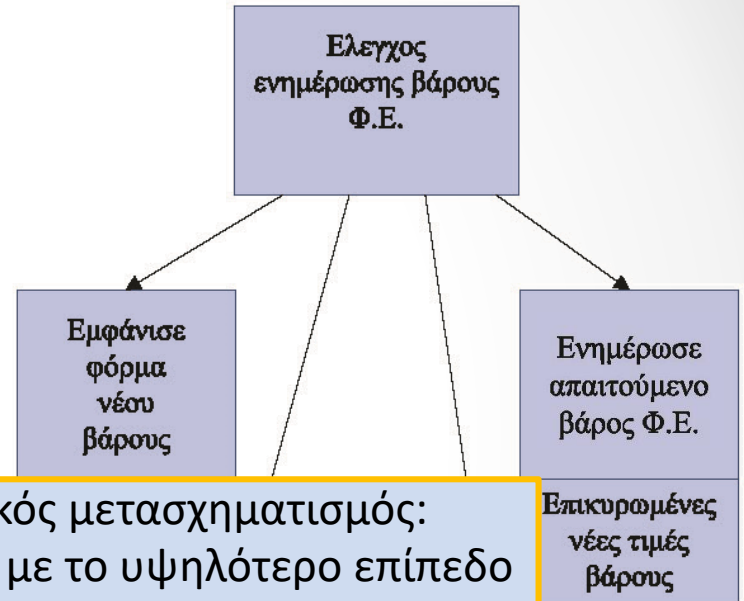 Ελεγχος
ενημέρωσης βάρους
Φ.Ε.
Εμφάνισε
φόρμα
νέου
βάρους
Ενημέρωσε
απαιτούμενο
βάρος Φ.Ε.
μετασχηματισμός:
με το υψηλότερο επίπεδο
Επικυρωμένες
νέες τιμές
βάρους